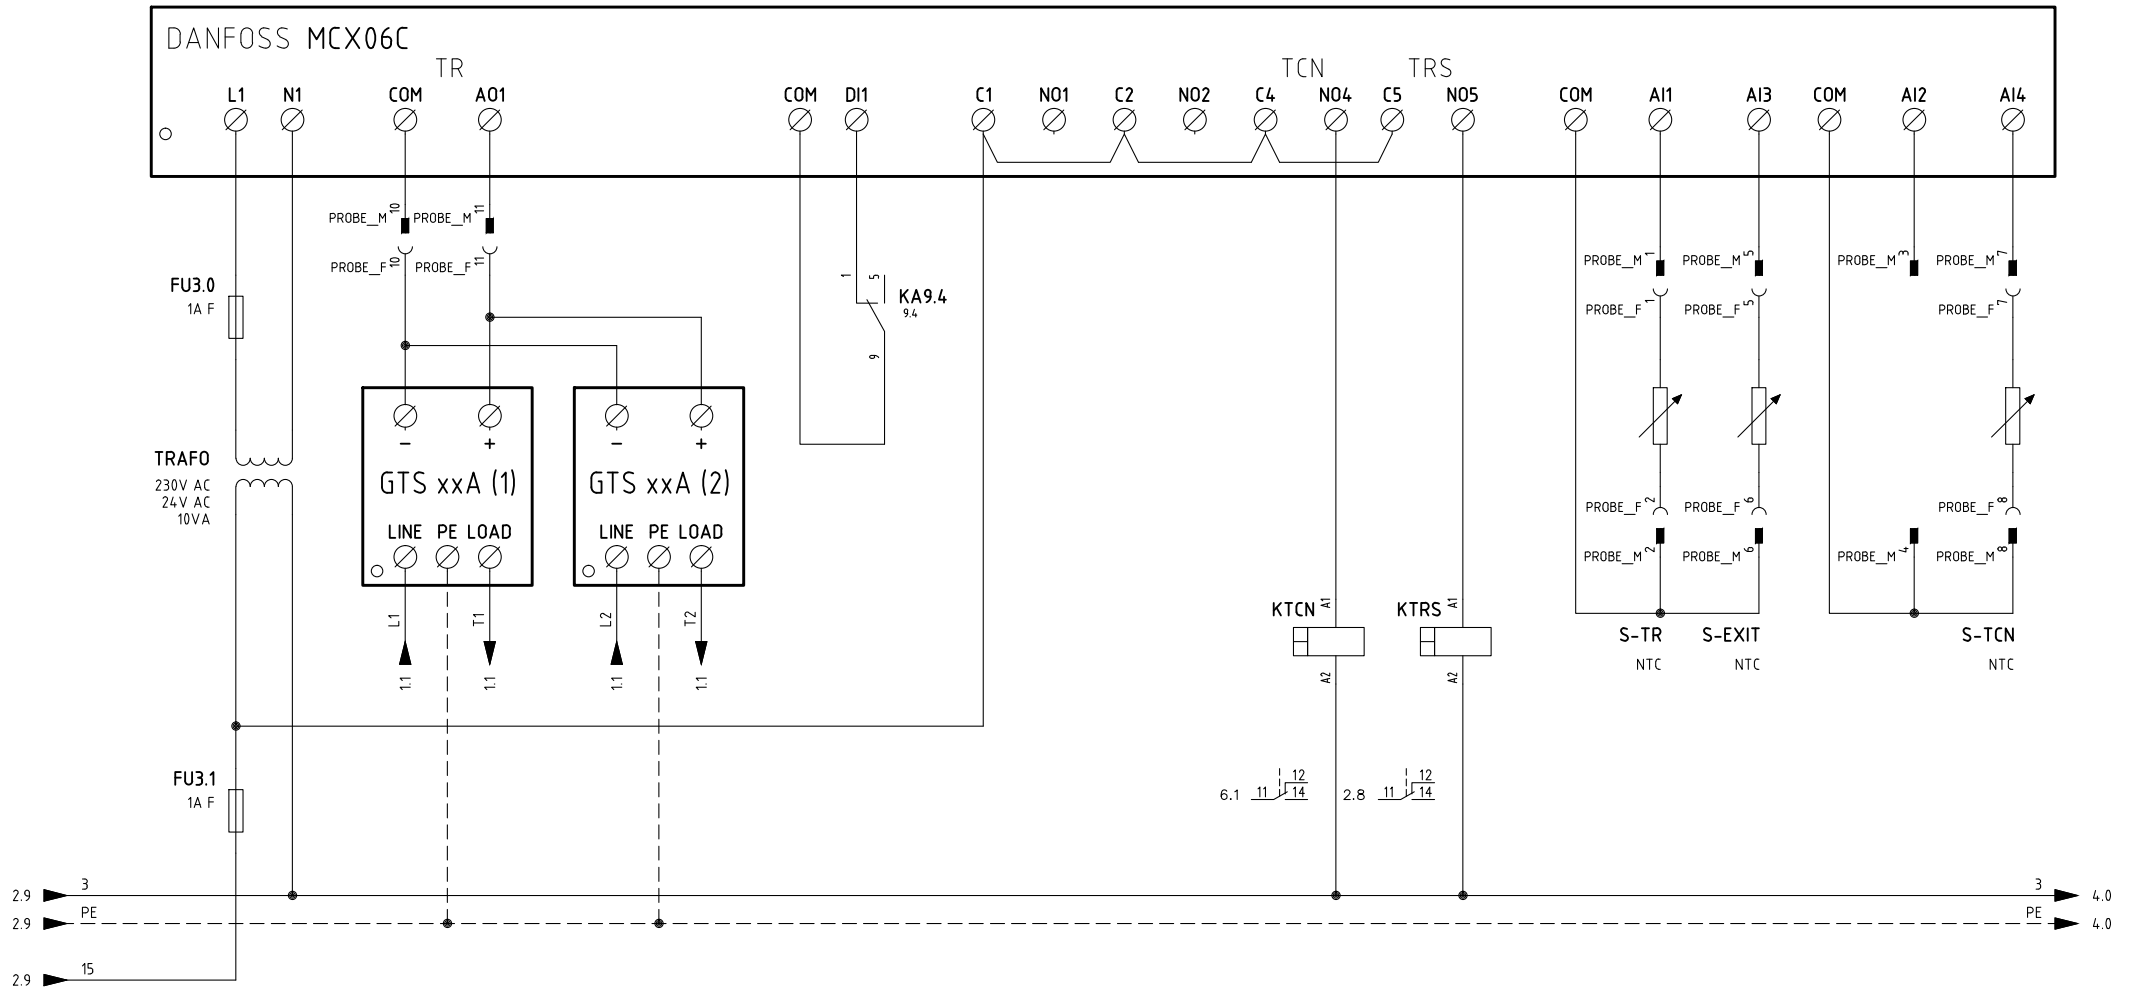 DANFOSS MCX06C
TR TCN TRS
L1 N1 COM AO1 COM DI1 C1 NO1 C2 NO2 C4 NO4 C5 NO5 COM AI1 AI3 COM AI2 AI4
PROBE_M 10 PROBE_M 11
PROBE_F 10 PROBE_F 11
PROBE_M 1 PROBE_M 5 PROBE_M 3 PROBE_M 7
PROBE_F 1 PROBE_F 5 PROBE_F 7
FU3.0
1A F
1 5
KA9.4
9.4
9
- + - +
TRAFO
230V AC
24V AC
10VA
GTS xxA (1) GTS xxA (2)
LINE PE LOAD LINE PE LOAD
PROBE_F 2 PROBE_F 6 PROBE_F 8
PROBE_M 2 PROBE_M 6 PROBE_M 4 PROBE_M 8
L1 T1 L2 T2
1.1 1.1 1.1 1.1
KTCN A1 KTRS A1
A2 A2
S-TR S-EXIT S-TCN
NTC NTC NTC
FU3.1
1A F
12 12
6.1 11 14 2.8 11 14
2.9 3 3 4.0
2.9 PE PE 4.0
2.9 15